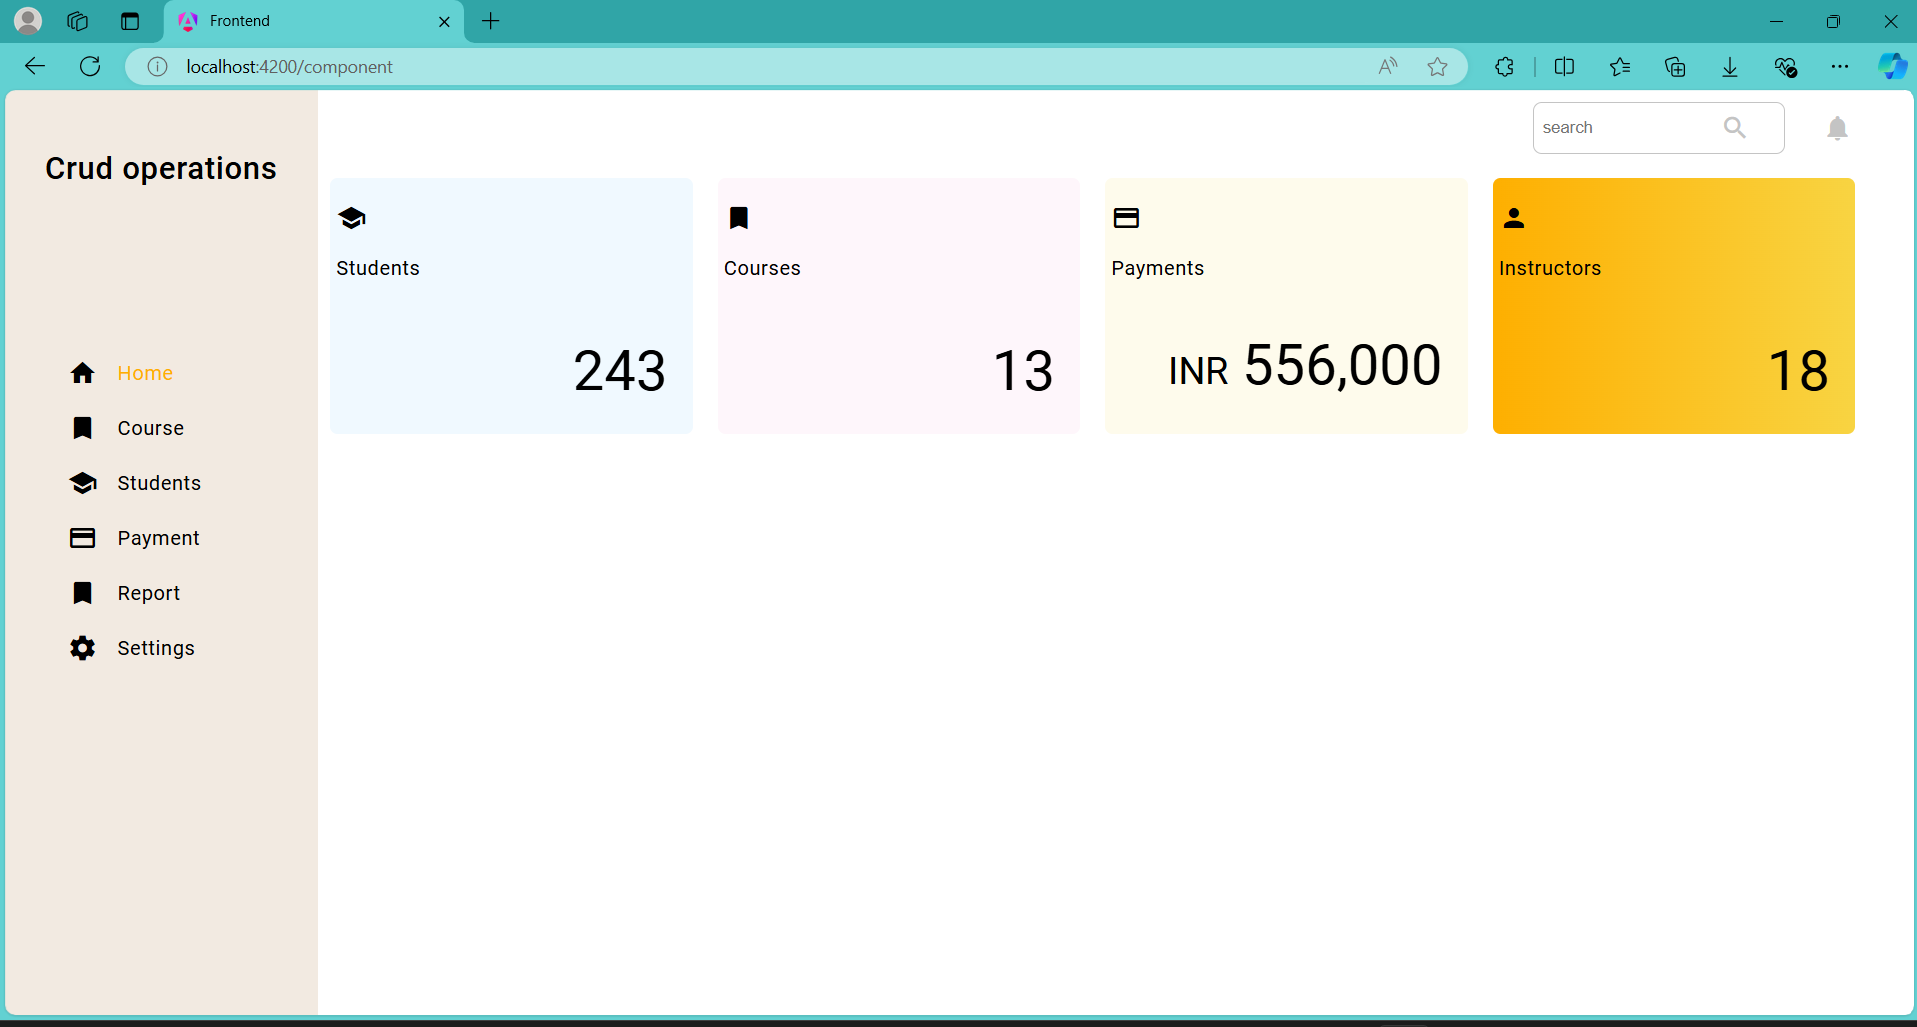 Frontend
localhost:4200/component
Crud operations
Home
Course
Students
Payment
Report
Settings
search
Students
243
Courses
13
Payments
INR 556,000
Instructors
18